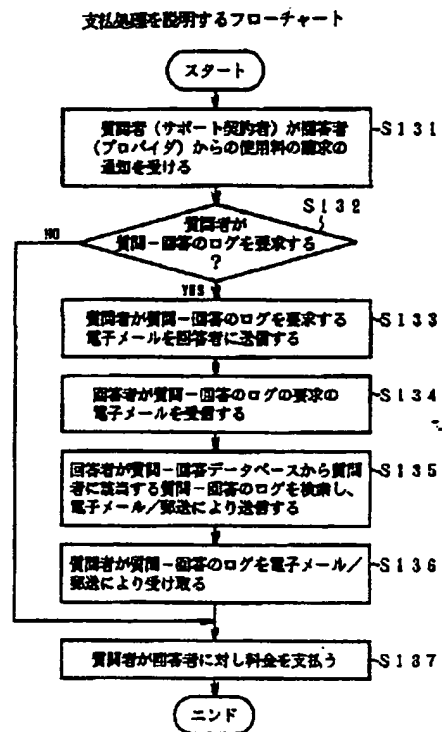 支払処理を説明するフローチャート
スタート
質問者(サポート契約者)が回答者
(プロバイダ)からの使用料の請求の
通知を受ける
S131
S132
質問者が
質問-回答のログを要求する
?
NO
YES
質問者が質問-回答のログを要求する
電子メールを回答者に送信する
S133
回答者が質問-回答のログの要求の
電子メールを受信する
S134
回答者が質問-回答データベースから質問
者に該当する質問-回答のログを検索し、
電子メール/郵送により送信する
S135
質問者が質問-回答のログを電子メール/
郵送により受け取る
S136
質問者が回答者に対し料金を支払う
S137
エンド